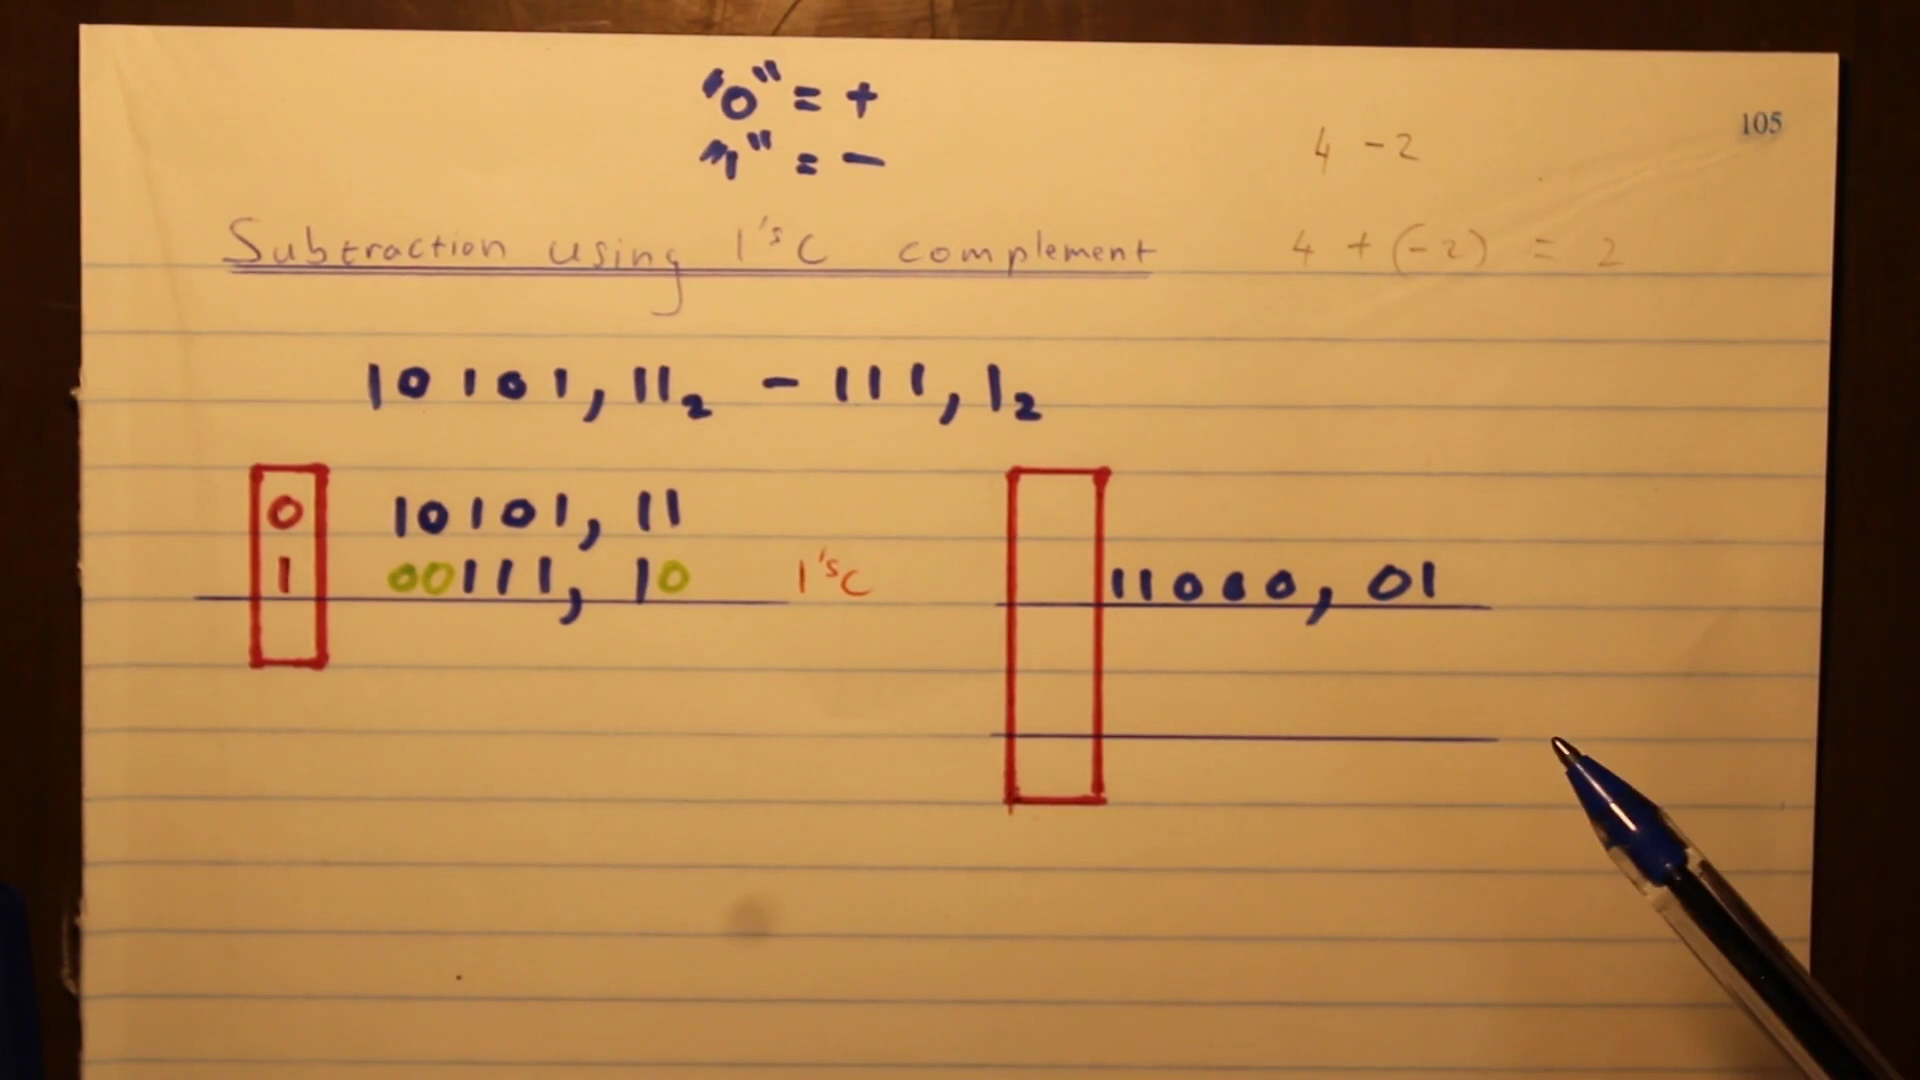 "0" = +
"1" = -
4 - 2
105
Subtraction using 1'sC complement
4 + (-2) = 2
10101,11₂ - 111,1₂
0 10101,11
1 00111,10 1'sC
11000,01